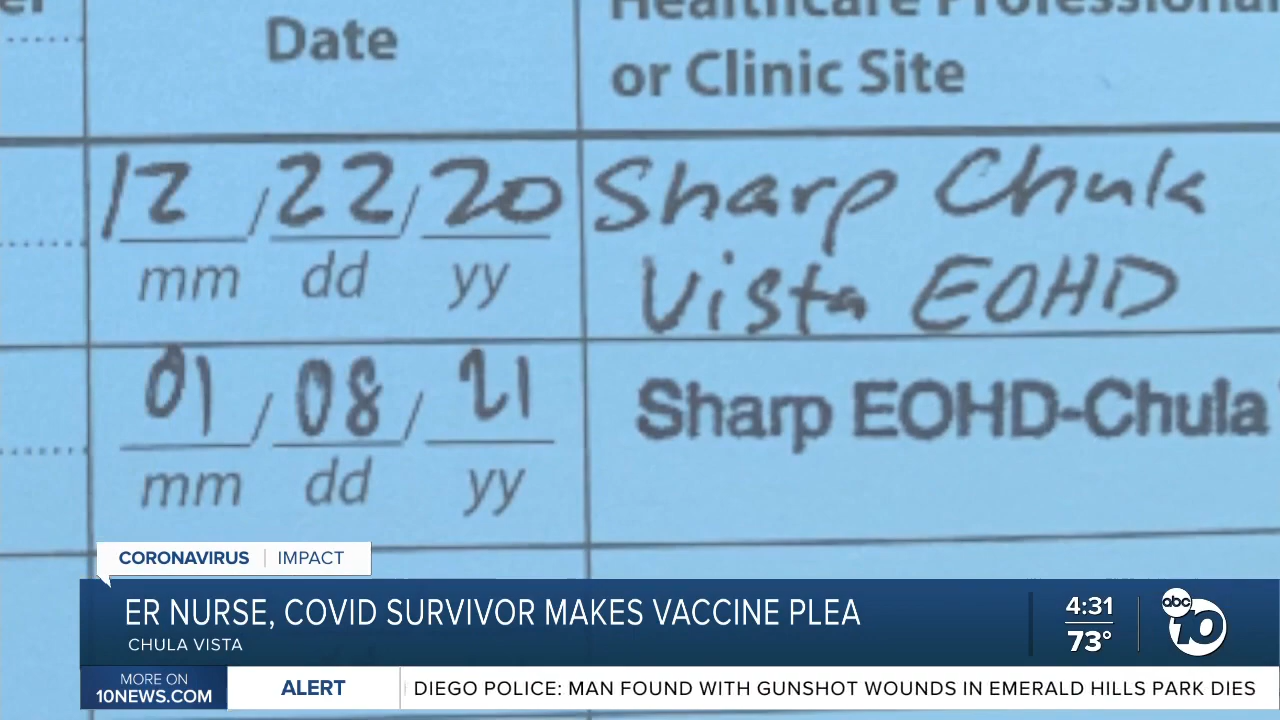 Date
Healthcare Professional
or Clinic Site
12/22/20
mm dd yy
Sharp Chula
Vista EOHD
01/08/21
mm dd yy
Sharp EOHD-Chula
CORONAVIRUS | IMPACT
ER NURSE, COVID SURVIVOR MAKES VACCINE PLEA
CHULA VISTA
4:31
73°
abc
10
MORE ON
10NEWS.COM
ALERT
DIEGO POLICE: MAN FOUND WITH GUNSHOT WOUNDS IN EMERALD HILLS PARK DIES